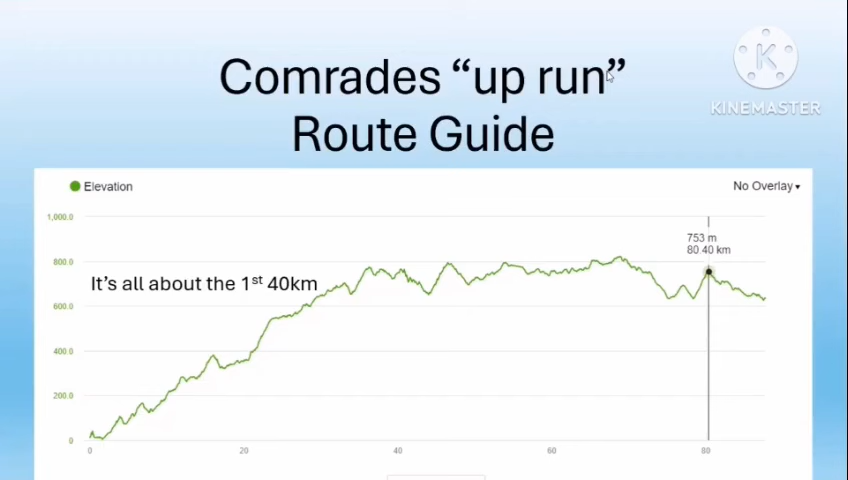 Comrades “up run”
Route Guide
K
KINEMASTER
Elevation
No Overlay
1,000.0
753 m
80.40 km
800.0
It’s all about the 1st 40km
600.0
400.0
200.0
0
0
20
40
60
80